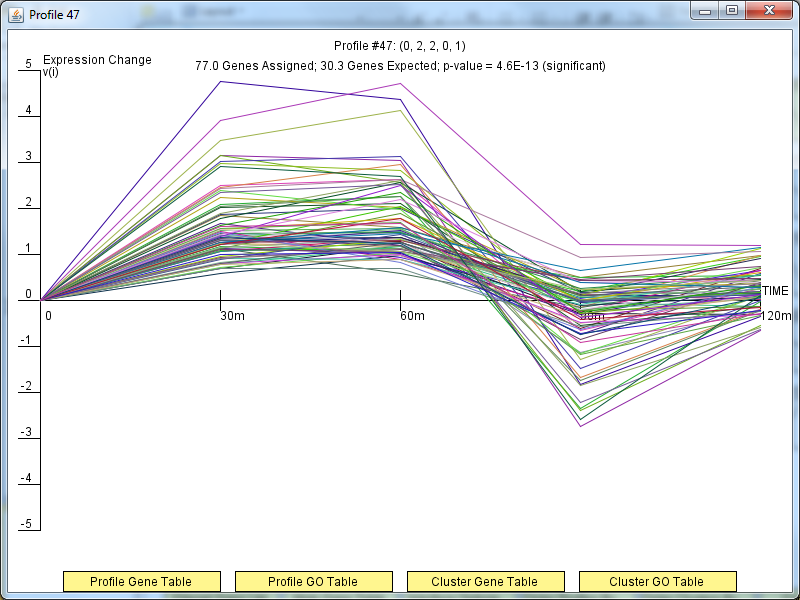 Profile 47
Profile #47: (0, 2, 2, 0, 1)
77.0 Genes Assigned; 30.3 Genes Expected; p-value = 4.6E-13 (significant)
Expression Change
v(i)
5
4
3
2
1
0
-1
-2
-3
-4
-5
0
30m
60m
90m
120m
TIME
Profile Gene Table
Profile GO Table
Cluster Gene Table
Cluster GO Table